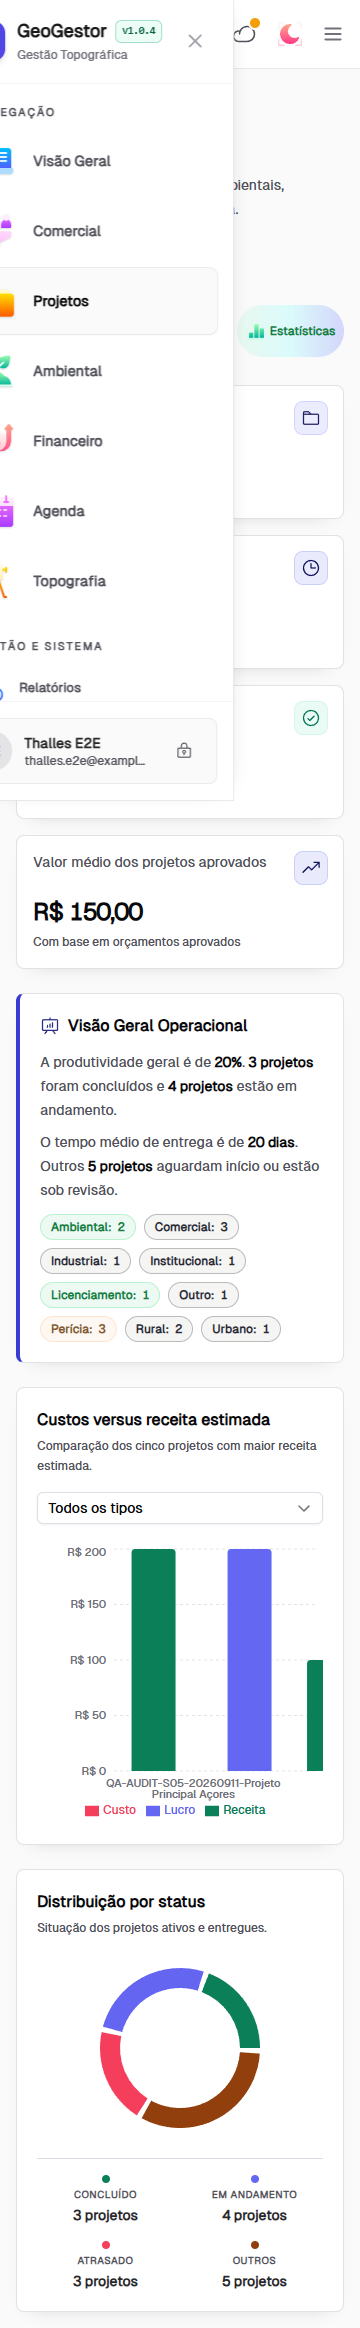 GeoGestor v1.0.4
Gestão Topográfica
EGAÇÃO
Visão Geral
Comercial
Projetos
Ambiental
Financeiro
Agenda
Topografia
TÃO E SISTEMA
Relatórios
Thalles E2E
thalles.e2e@exampl...
bientais,
Estatísticas
Valor médio dos projetos aprovados
R$ 150,00
Com base em orçamentos aprovados
Visão Geral Operacional
A produtividade geral é de 20%. 3 projetos
foram concluídos e 4 projetos estão em
andamento.
O tempo médio de entrega é de 20 dias.
Outros 5 projetos aguardam início ou estão
sob revisão.
Ambiental: 2 Comercial: 3
Industrial: 1 Institucional: 1
Licenciamento: 1 Outro: 1
Perícia: 3 Rural: 2 Urbano: 1
Custos versus receita estimada
Comparação dos cinco projetos com maior receita
estimada.
Todos os tipos
R$ 200
R$ 150
R$ 100
R$ 50
R$ 0
QA-AUDIT-S05-20260911-Projeto
Principal Açores
Custo Lucro Receita
Distribuição por status
Situação dos projetos ativos e entregues.
CONCLUÍDO EM ANDAMENTO
3 projetos 4 projetos
ATRASADO OUTROS
3 projetos 5 projetos